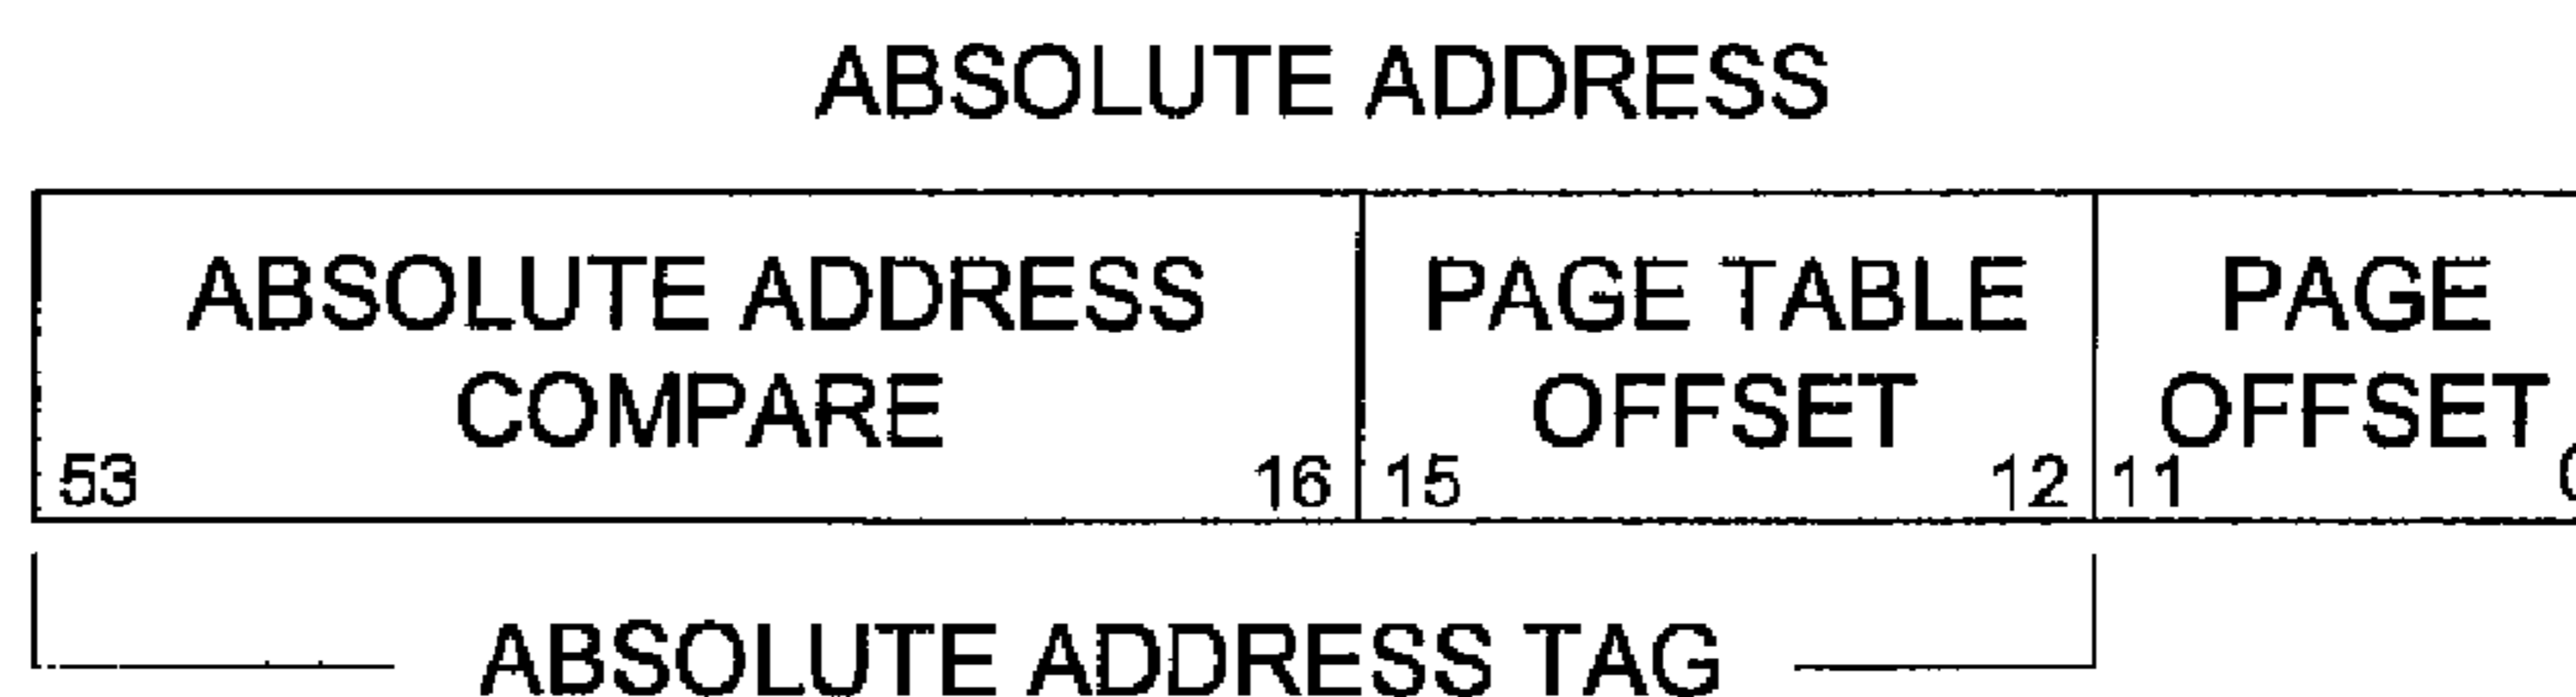 ABSOLUTE ADDRESS
ABSOLUTE ADDRESS PAGE TABLE PAGE
COMPARE OFFSET OFFSET
53 16 15 12 11
ABSOLUTE ADDRESS TAG